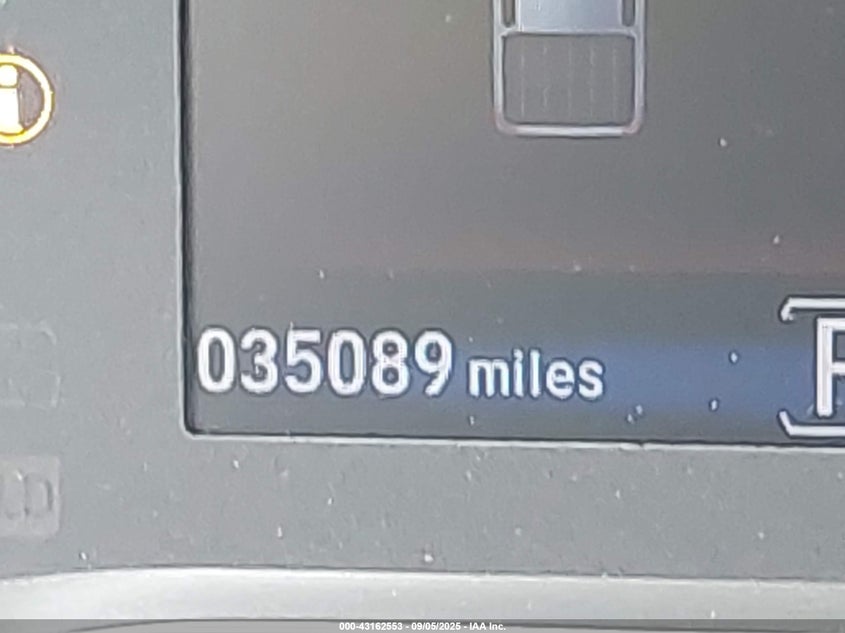 i
035089 miles
P
000-43162553 - 09/05/2025 - IAA Inc.